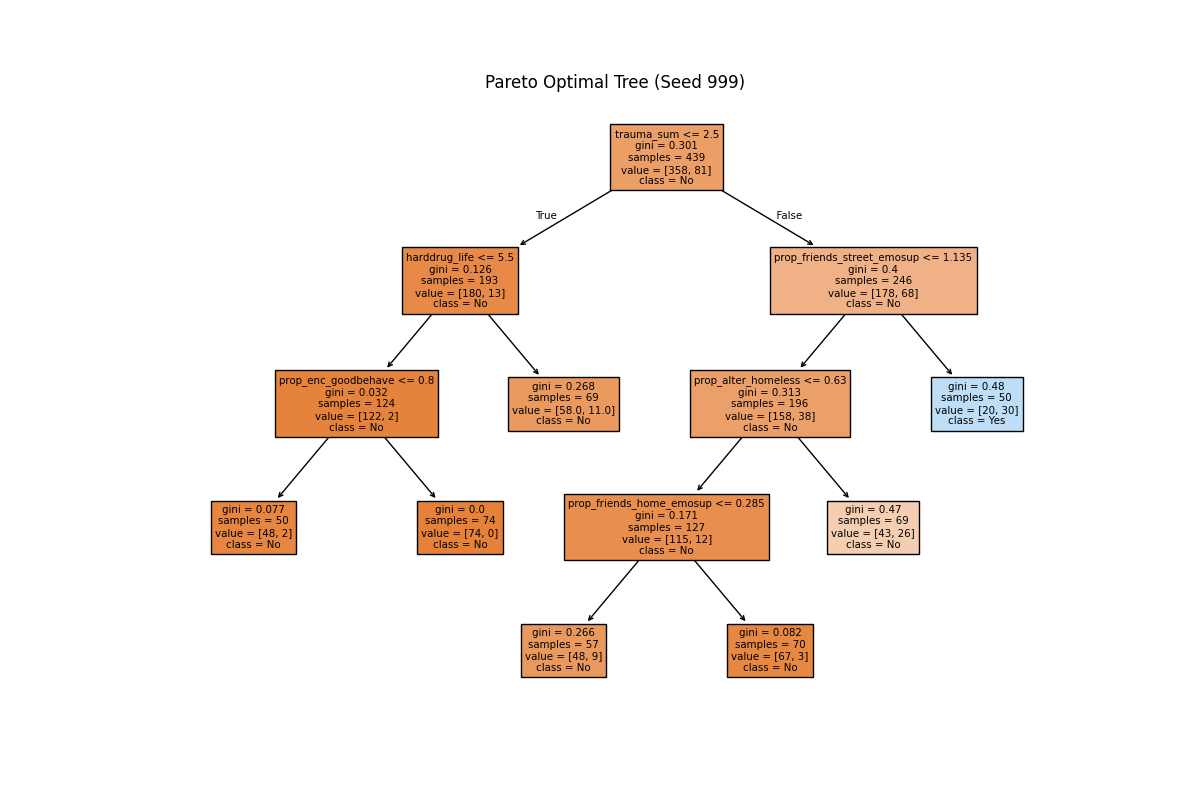 Pareto Optimal Tree (Seed 999)
trauma_sum <= 2.5
gini = 0.301
samples = 439
value = [358, 81]
class = No
True
False
harddrug_life <= 5.5
gini = 0.126
samples = 193
value = [180, 13]
class = No
prop_friends_street_emosup <= 1.135
gini = 0.4
samples = 246
value = [178, 68]
class = No
prop_enc_goodbehave <= 0.8
gini = 0.032
samples = 124
value = [122, 2]
class = No
gini = 0.268
samples = 69
value = [58.0, 11.0]
class = No
prop_alter_homeless <= 0.63
gini = 0.313
samples = 196
value = [158, 38]
class = No
gini = 0.48
samples = 50
value = [20, 30]
class = Yes
gini = 0.077
samples = 50
value = [48, 2]
class = No
gini = 0.0
samples = 74
value = [74, 0]
class = No
prop_friends_home_emosup <= 0.285
gini = 0.171
samples = 127
value = [115, 12]
class = No
gini = 0.47
samples = 69
value = [43, 26]
class = No
gini = 0.266
samples = 57
value = [48, 9]
class = No
gini = 0.082
samples = 70
value = [67, 3]
class = No